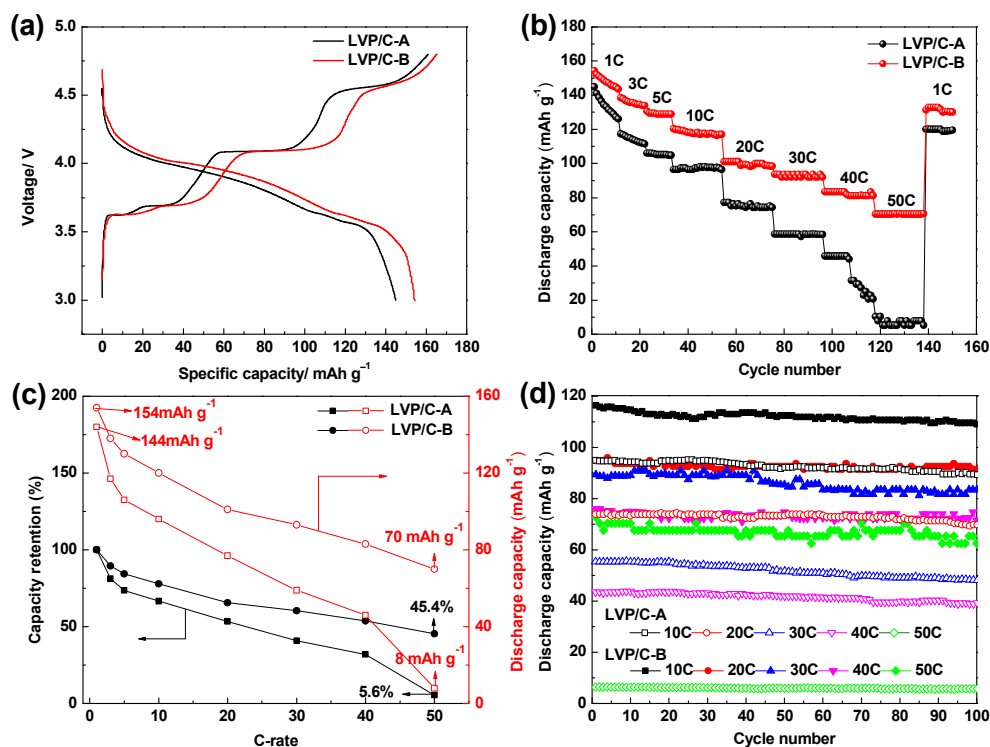 (a)
LVP/C-A
LVP/C-B
5.0
4.5
4.0
3.5
3.0
Voltage/ V
0 20 40 60 80 100 120 140 160 180
Specific capacity/ mAh g⁻¹
(b)
LVP/C-A
LVP/C-B
180
160
140
120
100
80
60
40
20
0
Discharge capacity (mAh g⁻¹)
1C
3C
5C
10C
20C
30C
40C
50C
1C
0 20 40 60 80 100 120 140 160
Cycle number
(c)
LVP/C-A
LVP/C-B
200
175
150
125
100
75
50
25
0
Capacity retention (%)
154mAh g⁻¹
144mAh g⁻¹
70 mAh g⁻¹
45.4%
8 mAh g⁻¹
5.6%
160
120
80
40
0
Discharge capacity (mAh g⁻¹)
0 10 20 30 40 50
C-rate
(d)
120
100
80
60
40
20
0
Discharge capacity (mAh g⁻¹)
LVP/C-A
10C 20C 30C 40C 50C
LVP/C-B
10C 20C 30C 40C 50C
0 10 20 30 40 50 60 70 80 90 100
Cycle number